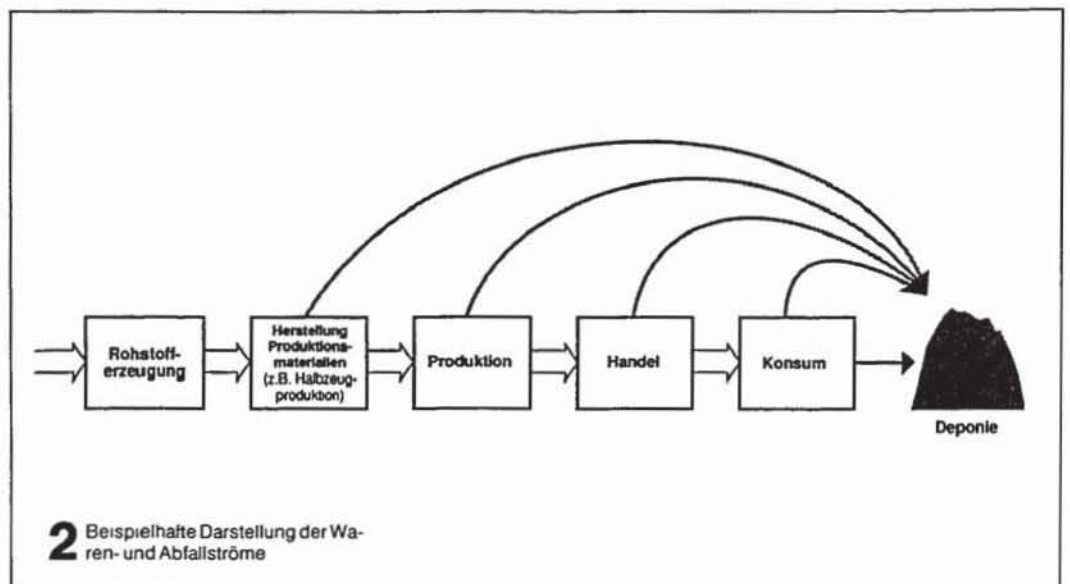 Rohstoff-
erzeugung
Herstellung
Produktions-
materialien
(z.B. Halbzeug-
produktion)
Produktion
Handel
Konsum
Deponie
2 Beispielhafte Darstellung der Wa-
ren- und Abfallströme